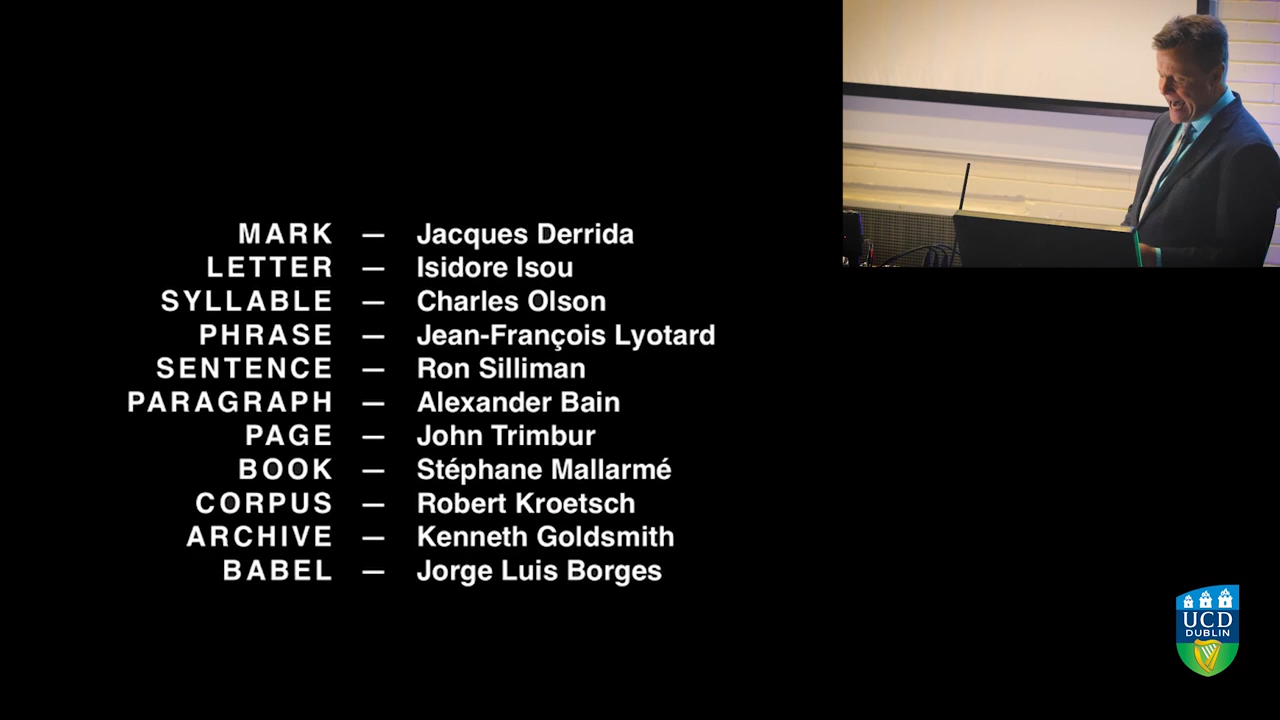 MARK — Jacques Derrida
LETTER — Isidore Isou
SYLLABLE — Charles Olson
PHRASE — Jean-François Lyotard
SENTENCE — Ron Silliman
PARAGRAPH — Alexander Bain
PAGE — John Trimbur
BOOK — Stéphane Mallarmé
CORPUS — Robert Kroetsch
ARCHIVE — Kenneth Goldsmith
BABEL — Jorge Luis Borges
UCD
DUBLIN